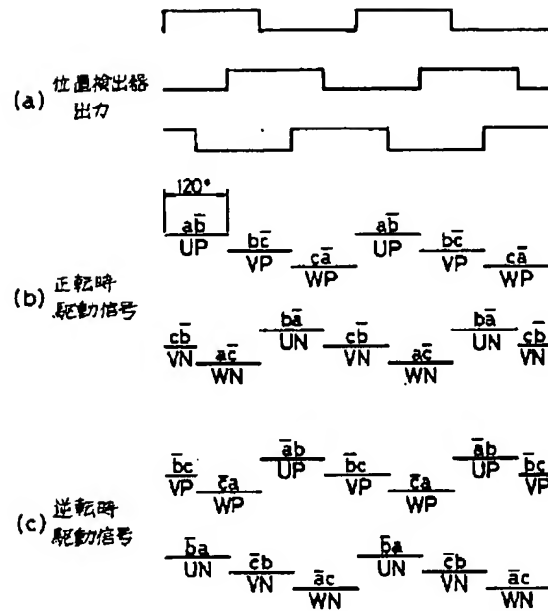 (a) 位置検出器
出力
120°
ab̄ bc̄ cā ab̄ bc̄ cā
UP VP WP UP VP WP
(b) 正転時
駆動信号
cb̄ ac̄ bā cb̄ ac̄ bā cb̄
VN WN UN VN WN UN VN
b̄c c̄a āb b̄c c̄a āb b̄c
VP WP UP VP WP UP VP
(c) 逆転時
駆動信号
b̄a c̄b āc b̄a c̄b āc
UN VN WN UN VN WN